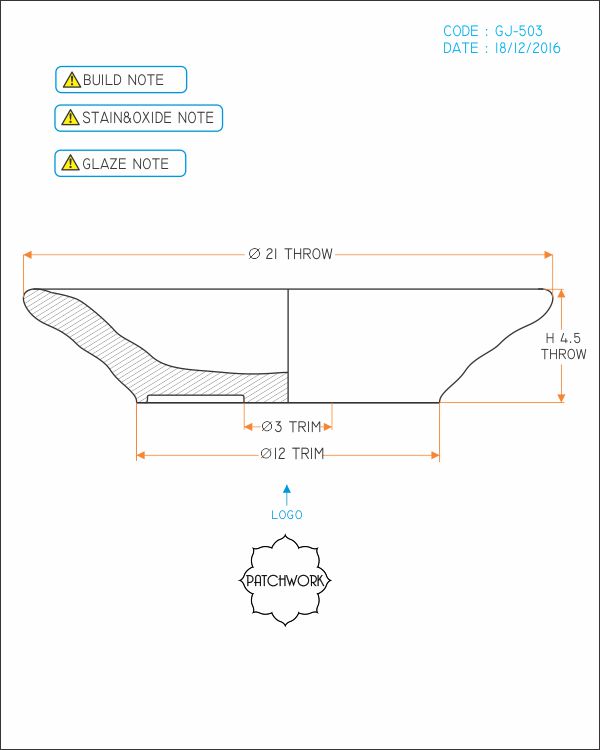 CODE : GJ-503
DATE : 18/12/2016
BUILD NOTE
STAIN&OXIDE NOTE
GLAZE NOTE
Ø 21 THROW
H 4.5
THROW
Ø3 TRIM
Ø12 TRIM
LOGO
PATCHWORK